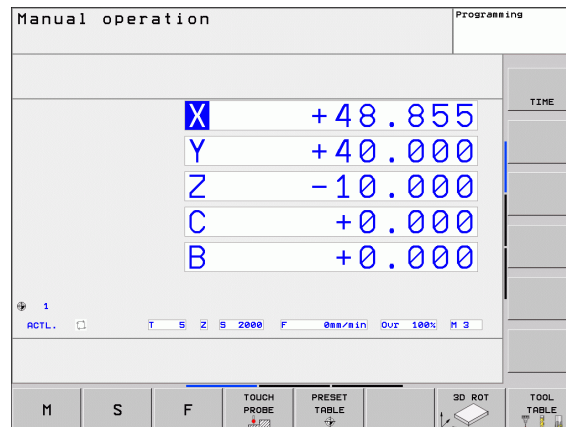 Manual operation
Programming
TIME
X +48.855
Y +40.000
Z -10.000
C +0.000
B +0.000
1
ACTL. T 5 Z S 2000 F 0mm/min Ovr 100% M 3
M
S
F
TOUCH
PROBE
PRESET
TABLE
3D ROT
TOOL
TABLE